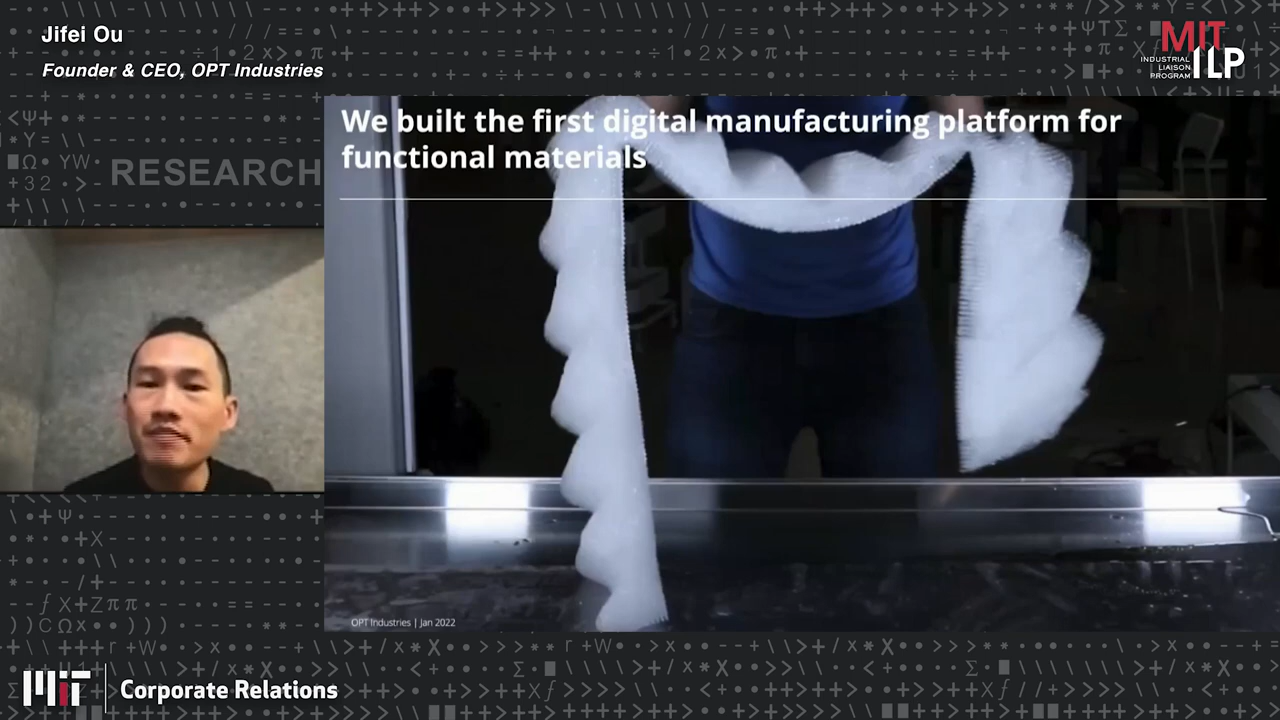 Jifei Ou
Founder & CEO, OPT Industries
MIT
INDUSTRIAL
LIAISON
PROGRAM
ILP
We built the first digital manufacturing platform for
functional materials
RESEARCH
OPT Industries | Jan 2022
MIT
Corporate Relations